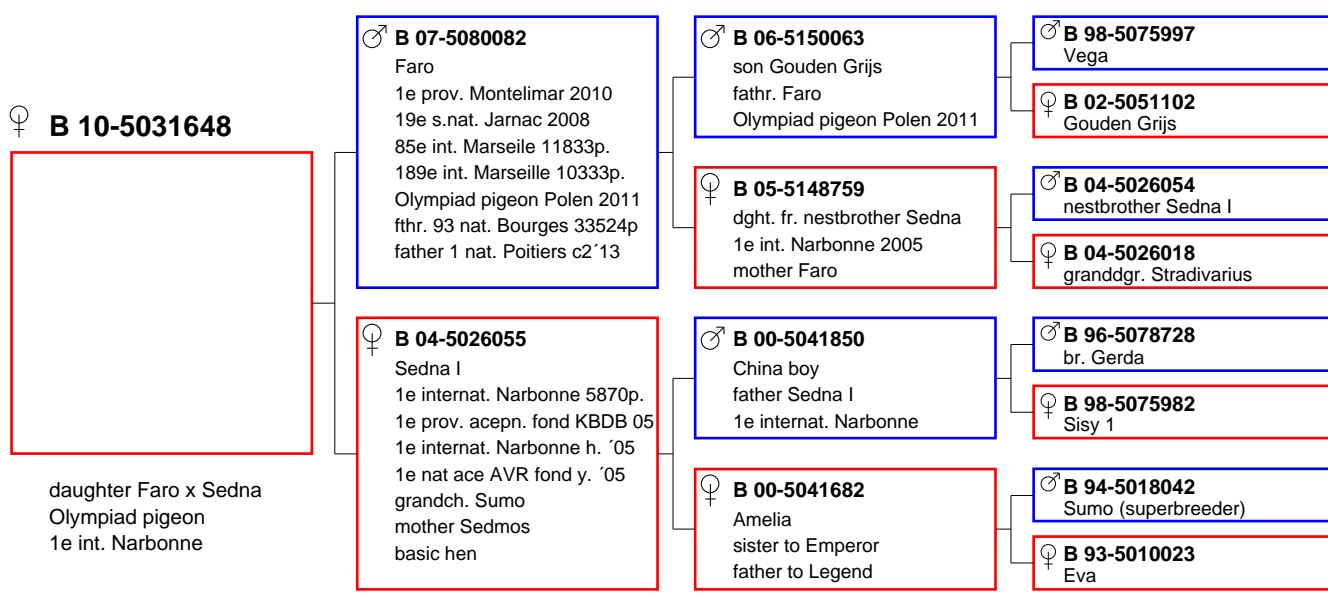 B 10-5031648
daughter Faro x Sedna
Olympiad pigeon
1e int. Narbonne
B 07-5080082
Faro
1e prov. Montelimar 2010
19e s.nat. Jarnac 2008
85e int. Marseile 11833p.
189e int. Marseille 10333p.
Olympiad pigeon Polen 2011
fthr. 93 nat. Bourges 33524p
father 1 nat. Poitiers c2´13
B 04-5026055
Sedna I
1e internat. Narbonne 5870p.
1e prov. acepn. fond KBDB 05
1e internat. Narbonne h. ´05
1e nat ace AVR fond y. ´05
grandch. Sumo
mother Sedmos
basic hen
B 06-5150063
son Gouden Grijs
fathr. Faro
Olympiad pigeon Polen 2011
B 05-5148759
dght. fr. nestbrother Sedna
1e int. Narbonne 2005
mother Faro
B 00-5041850
China boy
father Sedna I
1e internat. Narbonne
B 00-5041682
Amelia
sister to Emperor
father to Legend
B 98-5075997
Vega
B 02-5051102
Gouden Grijs
B 04-5026054
nestbrother Sedna I
B 04-5026018
granddgr. Stradivarius
B 96-5078728
br. Gerda
B 98-5075982
Sisy 1
B 94-5018042
Sumo (superbreeder)
B 93-5010023
Eva